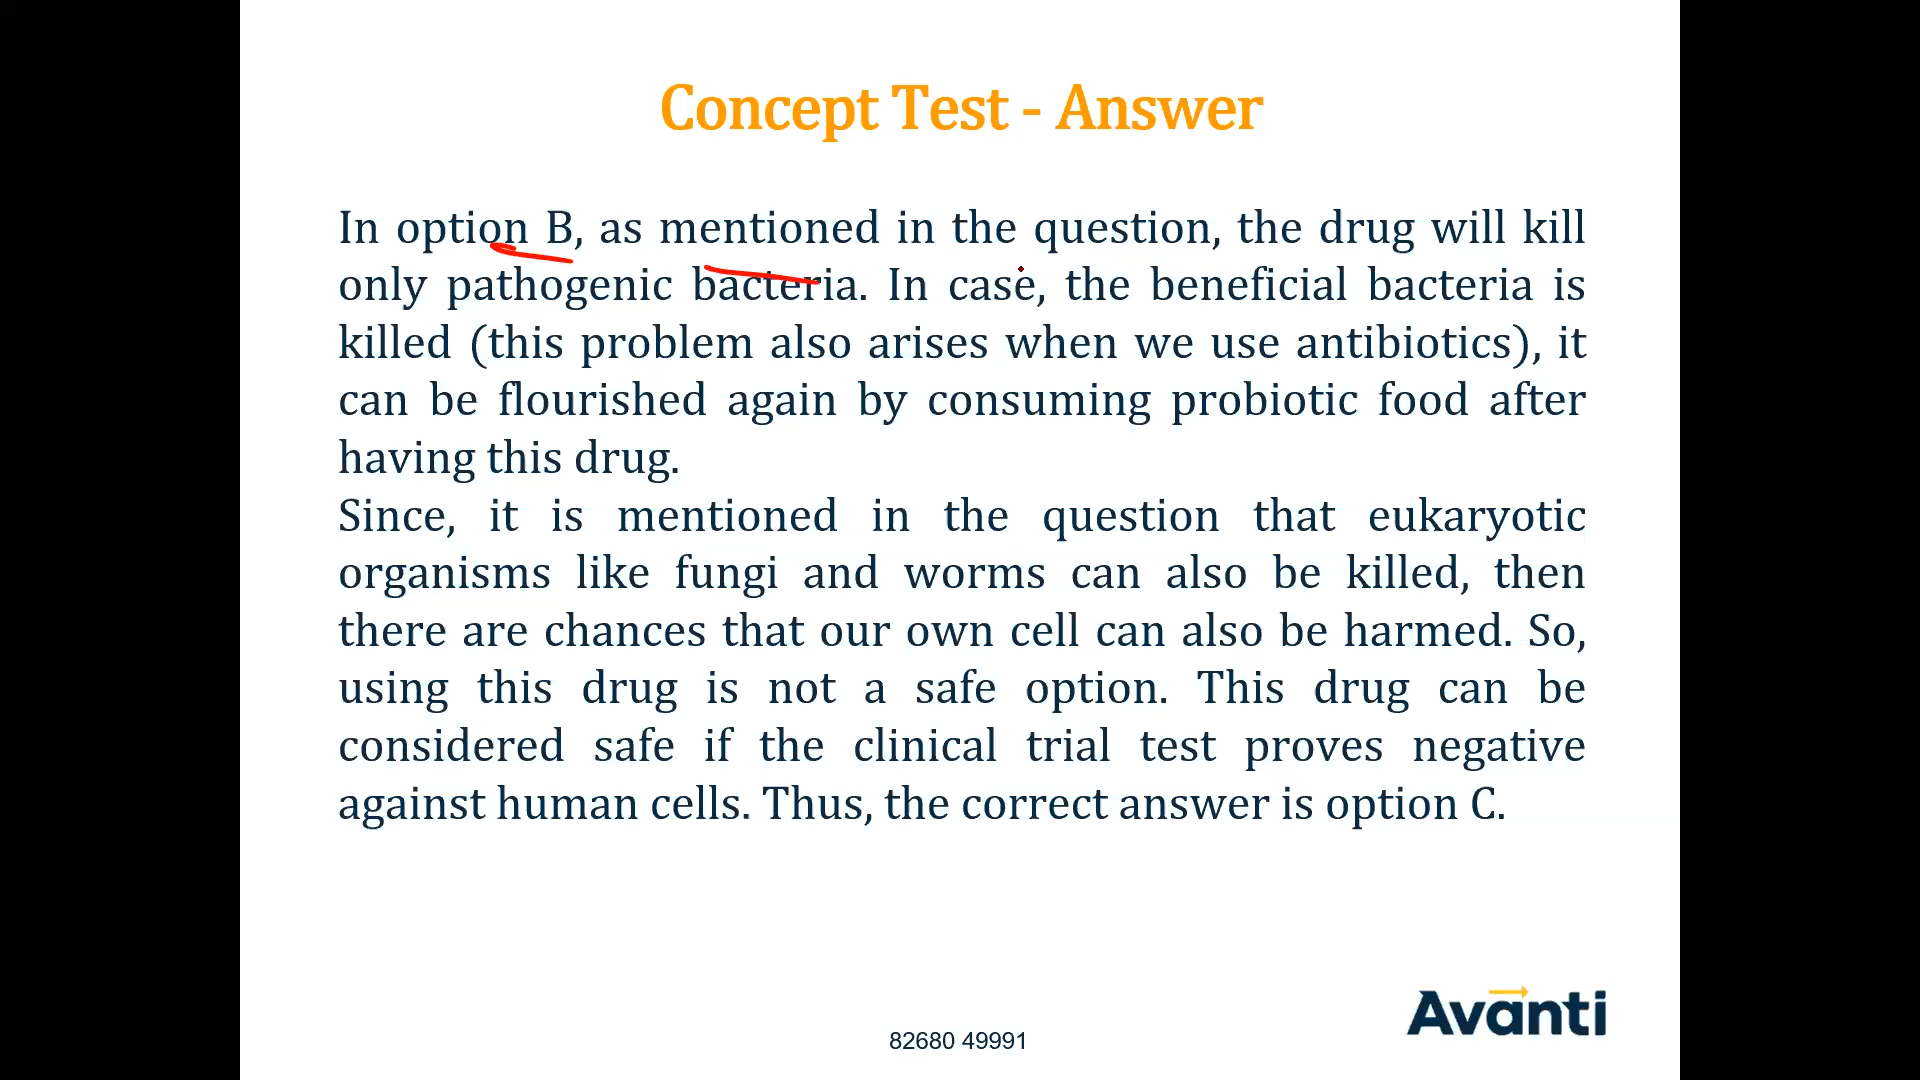 Concept Test - Answer
In option B, as mentioned in the question, the drug will kill
only pathogenic bacteria. In case, the beneficial bacteria is
killed (this problem also arises when we use antibiotics), it
can be flourished again by consuming probiotic food after
having this drug.
Since, it is mentioned in the question that eukaryotic
organisms like fungi and worms can also be killed, then
there are chances that our own cell can also be harmed. So,
using this drug is not a safe option. This drug can be
considered safe if the clinical trial test proves negative
against human cells. Thus, the correct answer is option C.
Avanti
82680 49991